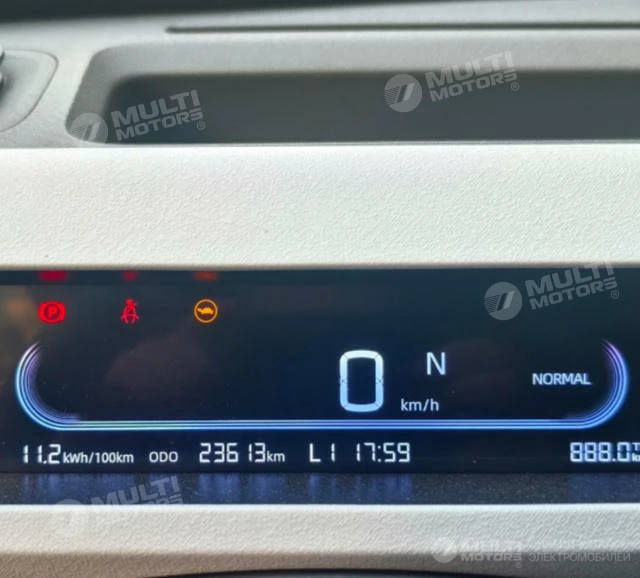 MULTI MOTORS®
MULTI MOTORS®
MULTI MOTORS®
P
0 km/h
N
NORMAL
11.2 kWh/100km ODO 23613 km L1 17:59 888.0
MULTI
MULTI MOTORS
ЭЛЕКТРОМОБИЛЕЙ